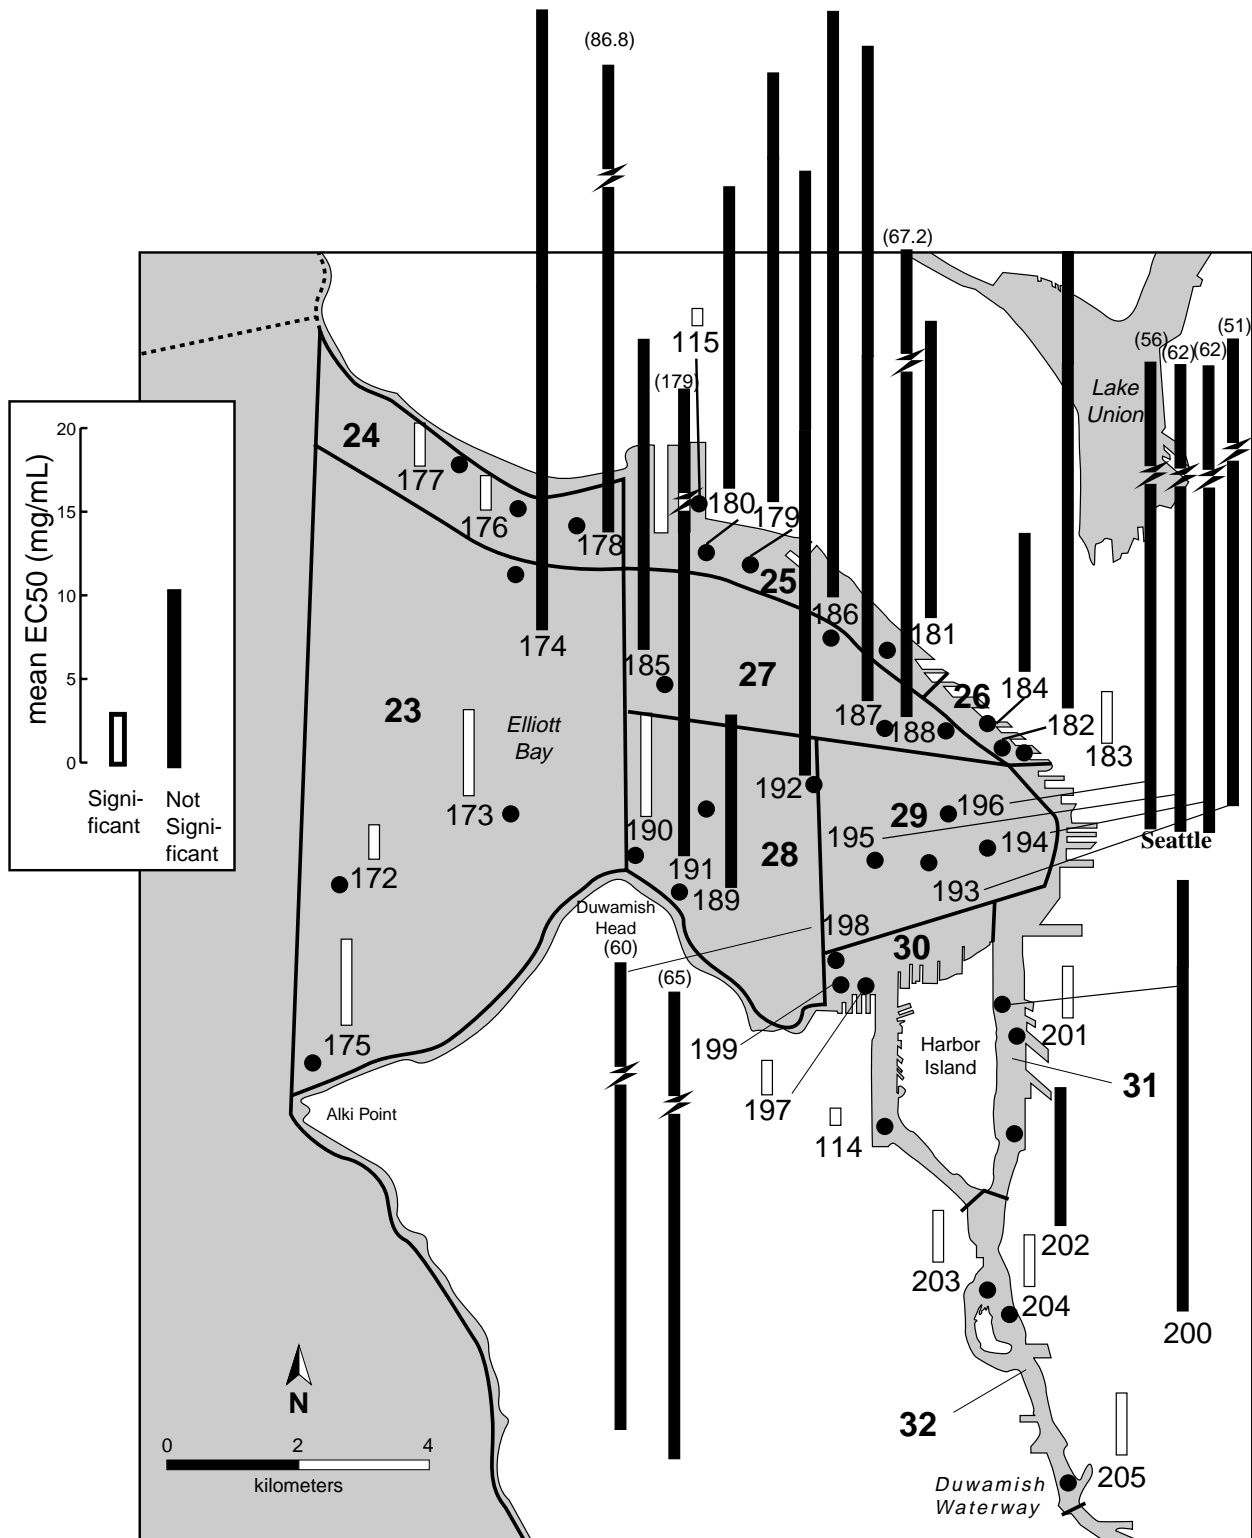 (86.8)
(67.2)
115
(179)
(56)
(62)
(62)
(51)
Lake
Union
24
177
176
178
180
179
25
174
185
186
181
27
26
184
187
188
182
183
23
Elliott
Bay
20
15
10
5
0
mean EC50 (mg/mL)
Signi-
ficant
Not
Signi-
ficant
173
172
190
191
189
28
192
29
196
195
194
193
Seattle
Duwamish
Head
(60)
198
30
(65)
175
199
197
114
Alki Point
Harbor
Island
201
31
202
203
204
200
32
205
N
0 2 4
kilometers
Duwamish
Waterway